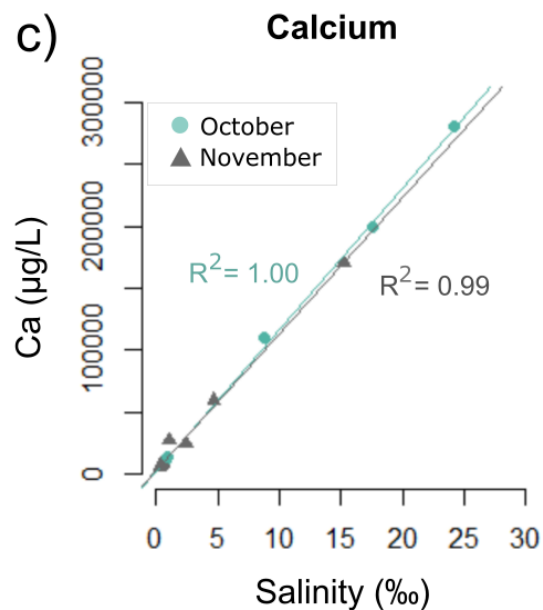 c)
Calcium
October
November
R²= 1.00
R²= 0.99
Ca (µg/L)
300000
200000
100000
0
0 5 10 15 20 25 30
Salinity (‰)